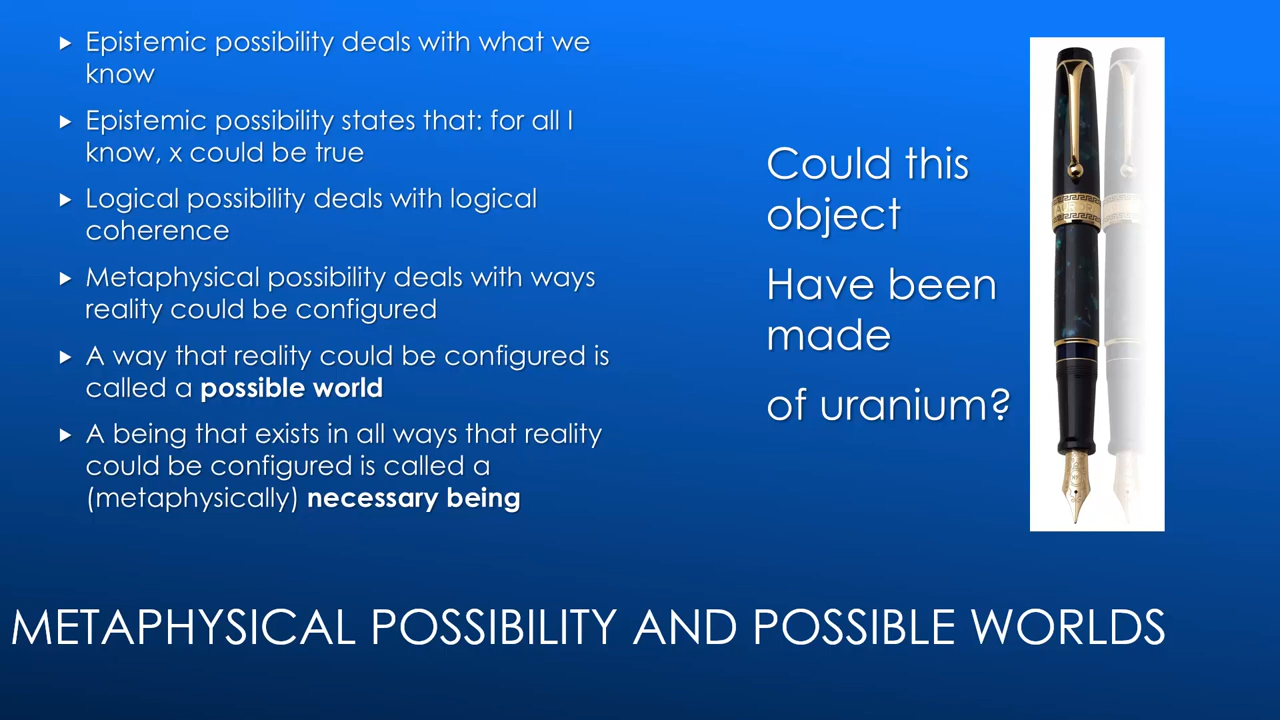 Epistemic possibility deals with what we
know
Epistemic possibility states that: for all I
know, x could be true
Logical possibility deals with logical
coherence
Metaphysical possibility deals with ways
reality could be configured
A way that reality could be configured is
called a possible world
A being that exists in all ways that reality
could be configured is called a
(metaphysically) necessary being
Could this
object
Have been
made
of uranium?
METAPHYSICAL POSSIBILITY AND POSSIBLE WORLDS